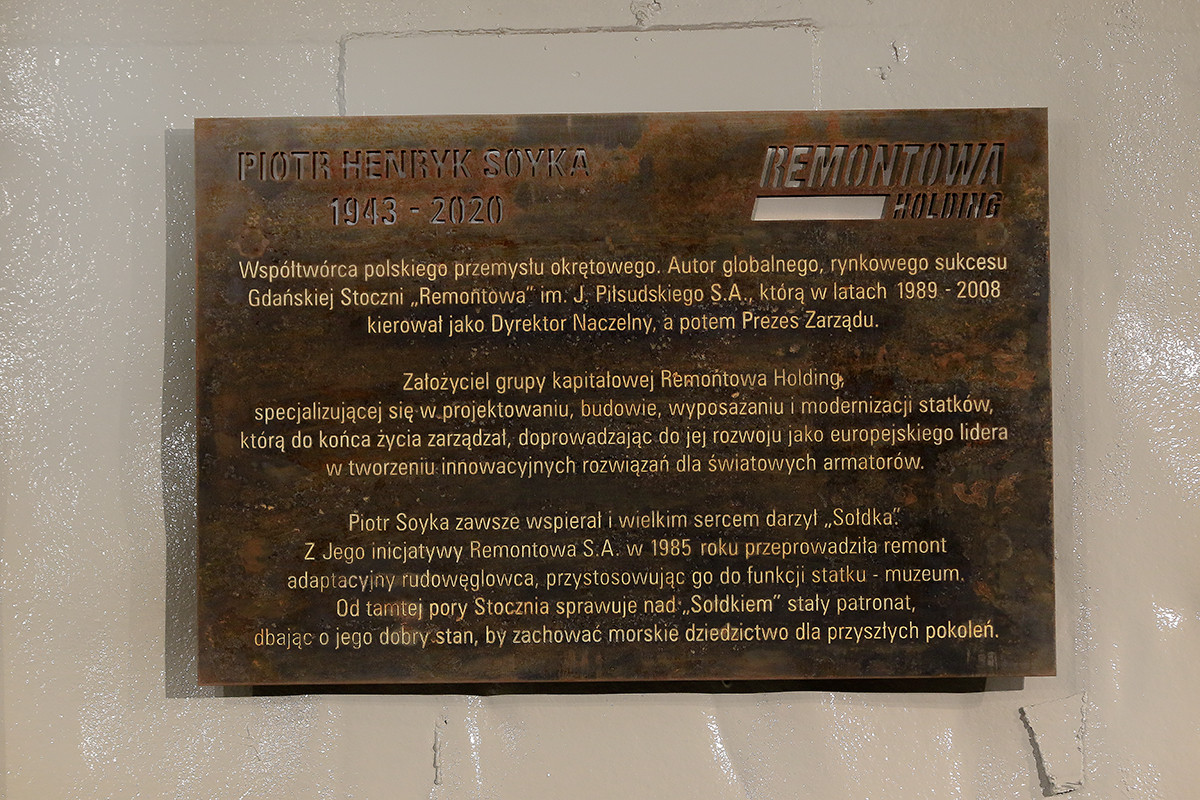 PIOTR HENRYK SOYKA
1943 - 2020
REMONTOWA
HOLDING
Współtwórca polskiego przemysłu okrętowego. Autor globalnego, rynkowego sukcesu
Gdańskiej Stoczni „Remontowa” im. J. Piłsudskiego S.A., którą w latach 1989 - 2008
kierował jako Dyrektor Naczelny, a potem Prezes Zarządu.
Założyciel grupy kapitałowej Remontowa Holding,
specjalizującej się w projektowaniu, budowie, wyposażaniu i modernizacji statków,
którą do końca życia zarządzał, doprowadzając do jej rozwoju jako europejskiego lidera
w tworzeniu innowacyjnych rozwiązań dla światowych armatorów.
Piotr Soyka zawsze wspierał i wielkim sercem darzył „Sołdka”.
Z Jego inicjatywy Remontowa S.A. w 1985 roku przeprowadziła remont
adaptacyjny rudowęglowca, przystosowując go do funkcji statku - muzeum.
Od tamtej pory Stocznia sprawuje nad „Sołdkiem” stały patronat,
dbając o jego dobry stan, by zachować morskie dziedzictwo dla przyszłych pokoleń.